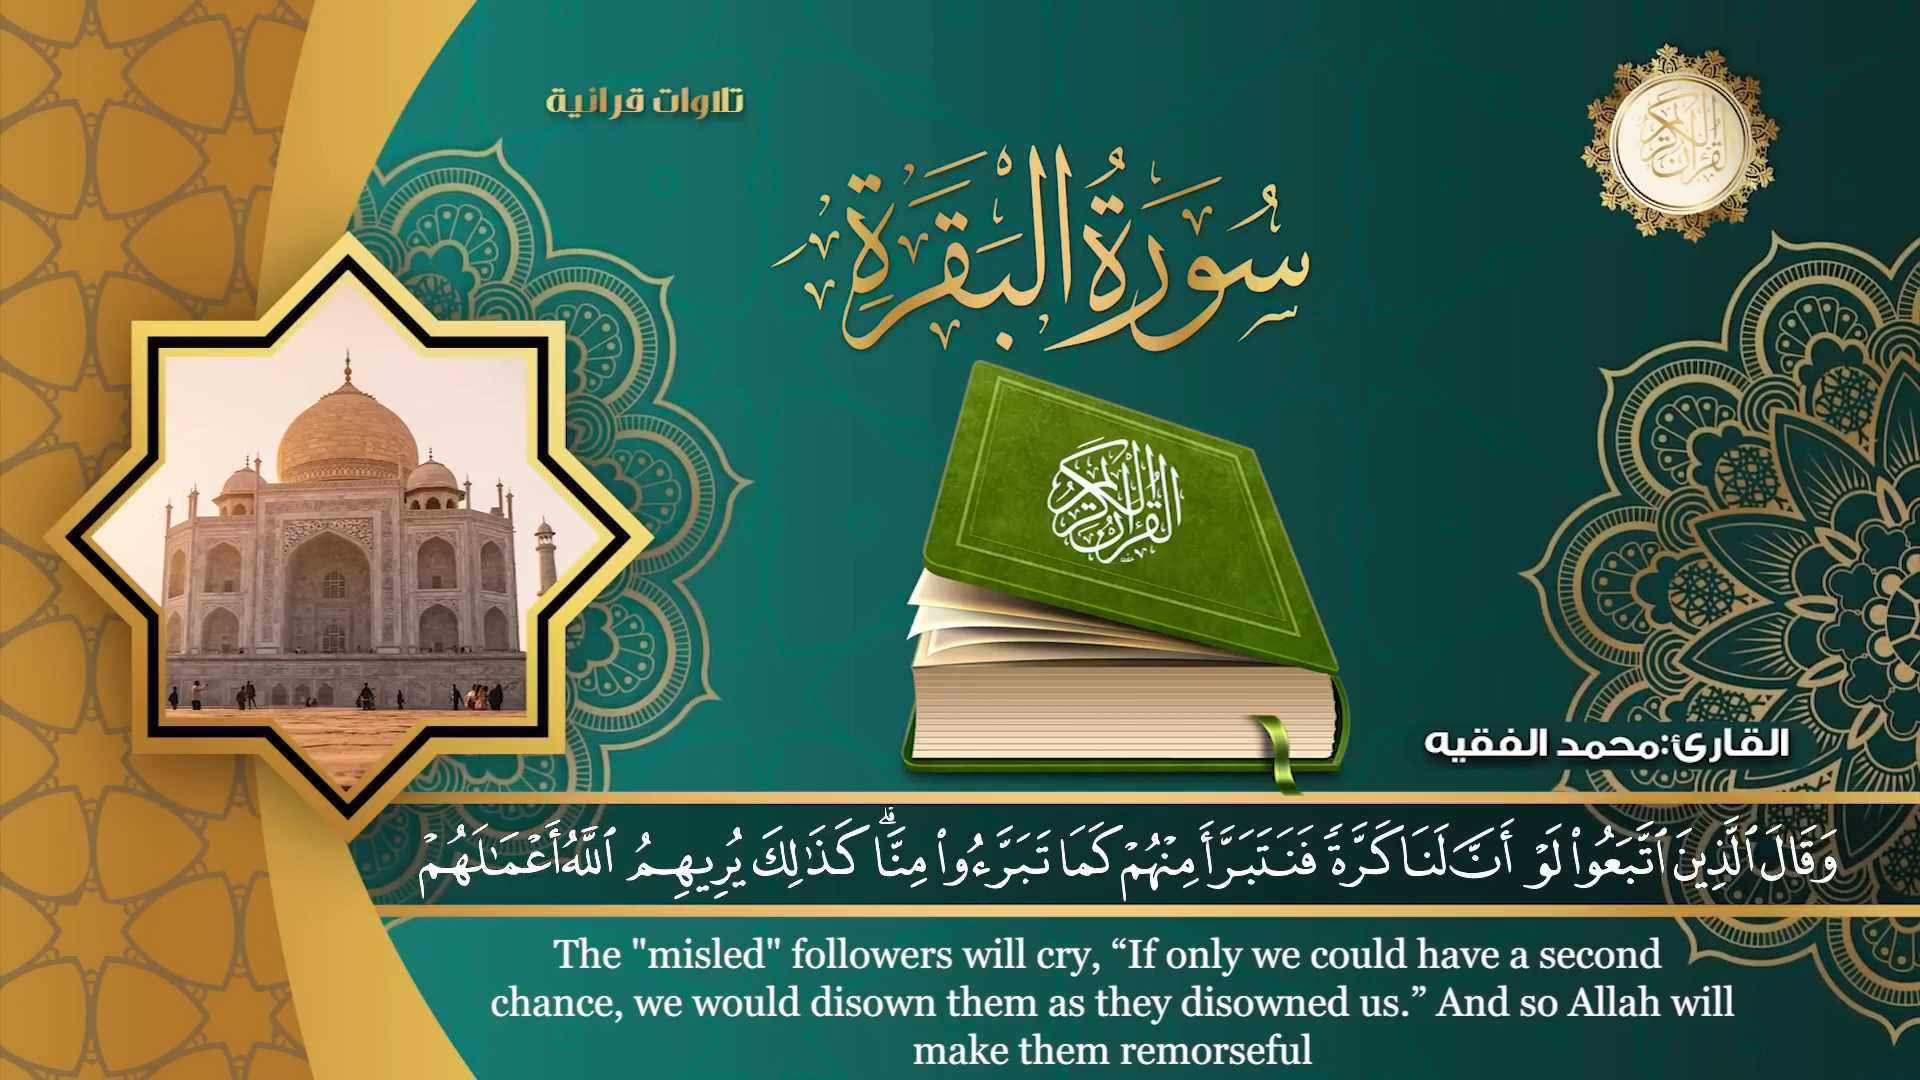 تلاوات قرانية
القرآن الكريم
سُورَةُ البَقَرَةِ
القرآن الكريم
القارئ:محمد الفقيه
وَقَالَ ٱلَّذِينَ ٱتَّبَعُوا۟ لَوْ أَنَّ لَنَا كَرَّةً فَنَتَبَرَّأَ مِنْهُمْ كَمَا تَبَرَّءُوا۟ مِنَّا ۗ كَذَٰلِكَ يُرِيهِمُ ٱللَّهُ أَعْمَـٰلَهُمْ
The "misled" followers will cry, “If only we could have a second
chance, we would disown them as they disowned us.” And so Allah will
make them remorseful